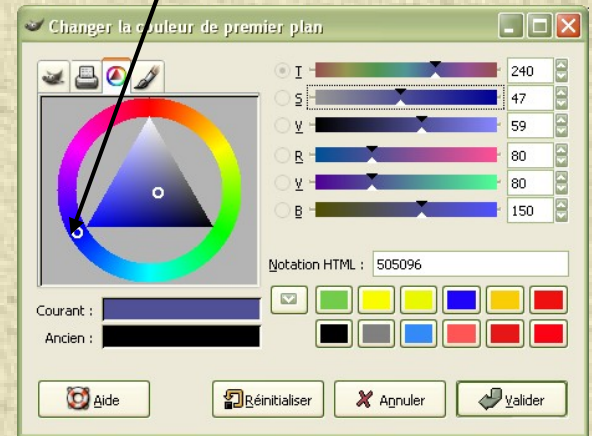 Changer la couleur de premier plan
T 240
S 47
V 59
R 80
V 80
B 150
Notation HTML : 505096
Courant :
Ancien :
Aide
Réinitialiser
Annuler
Valider